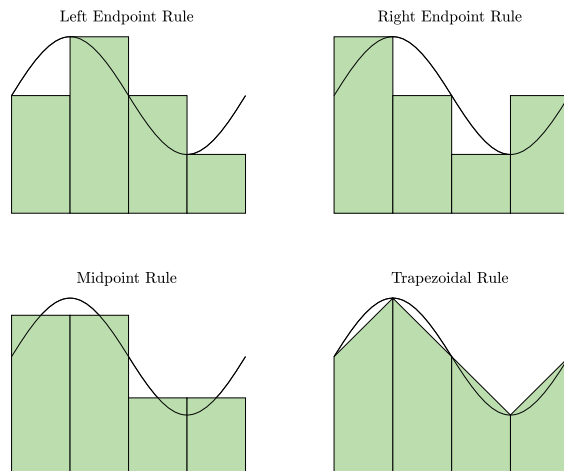 Left Endpoint Rule
Right Endpoint Rule
Midpoint Rule
Trapezoidal Rule